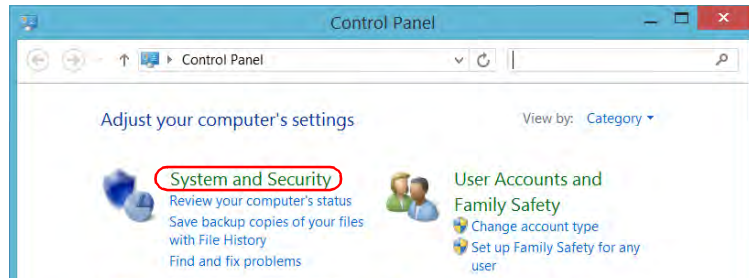 Control Panel
Control Panel
Adjust your computer's settings
View by: Category
System and Security
Review your computer's status
Save backup copies of your files
with File History
Find and fix problems
User Accounts and
Family Safety
Change account type
Set up Family Safety for any
user